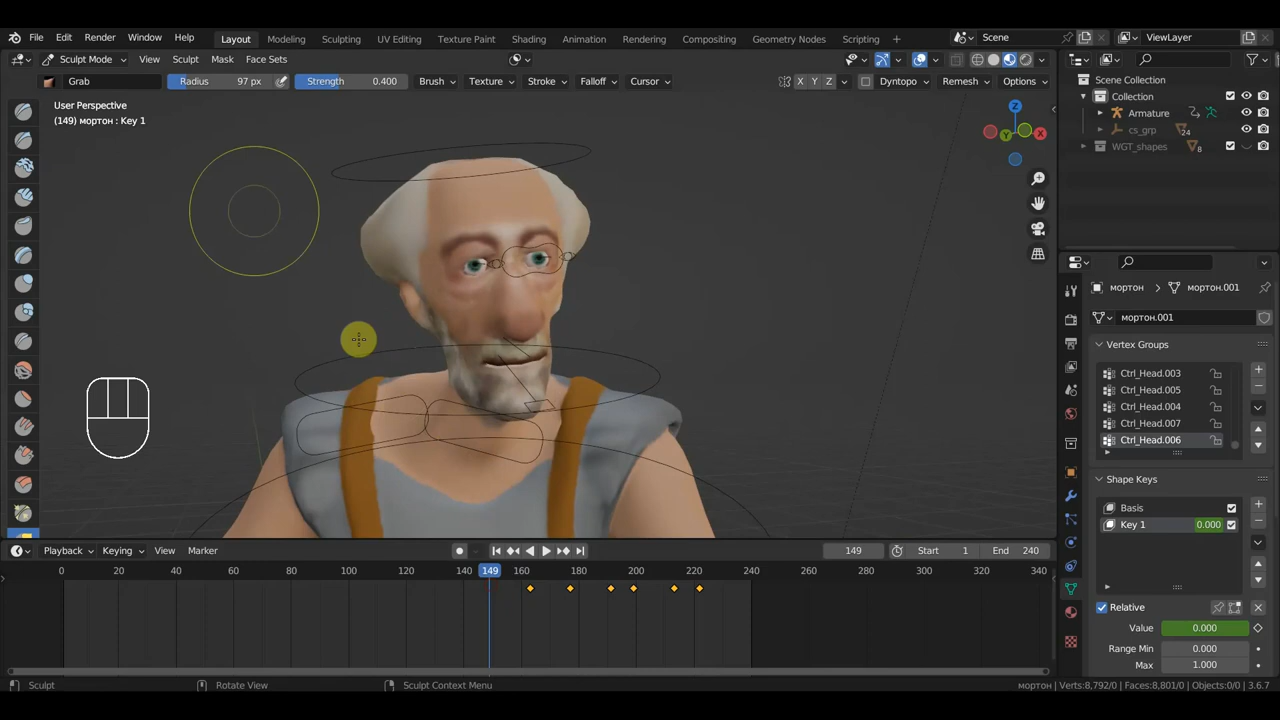 File Edit Render Window Help Layout Modeling Sculpting UV Editing Texture Paint Shading Animation Rendering Compositing Geometry Nodes Scripting Scene ViewLayer
Sculpt Mode View Sculpt Mask Face Sets
Grab Radius 97 px Strength 0.400 Brush Texture Stroke Falloff Cursor X Y Z Dyntopo Remesh Options
Scene Collection
Collection
Armature
cs_grp 24
WGT_shapes 8
User Perspective
(149) мортон : Key 1
Z
X
Y
мортон мортон.001
мортон.001
Vertex Groups
Ctrl_Head.003
Ctrl_Head.005
Ctrl_Head.004
Ctrl_Head.007
Ctrl_Head.006
Shape Keys
Basis
Key 1 0.000
Relative
Value 0.000
Range Min 0.000
Max 1.000
Playback Keying View Marker 149 Start 1 End 240
0 20 40 60 80 100 120 140 149 160 180 200 220 240 260 280 300 320 340
Sculpt Rotate View Sculpt Context Menu мортон | Verts:8,792/0 | Faces:8,801/0 | Objects:0/0 | 3.6.7